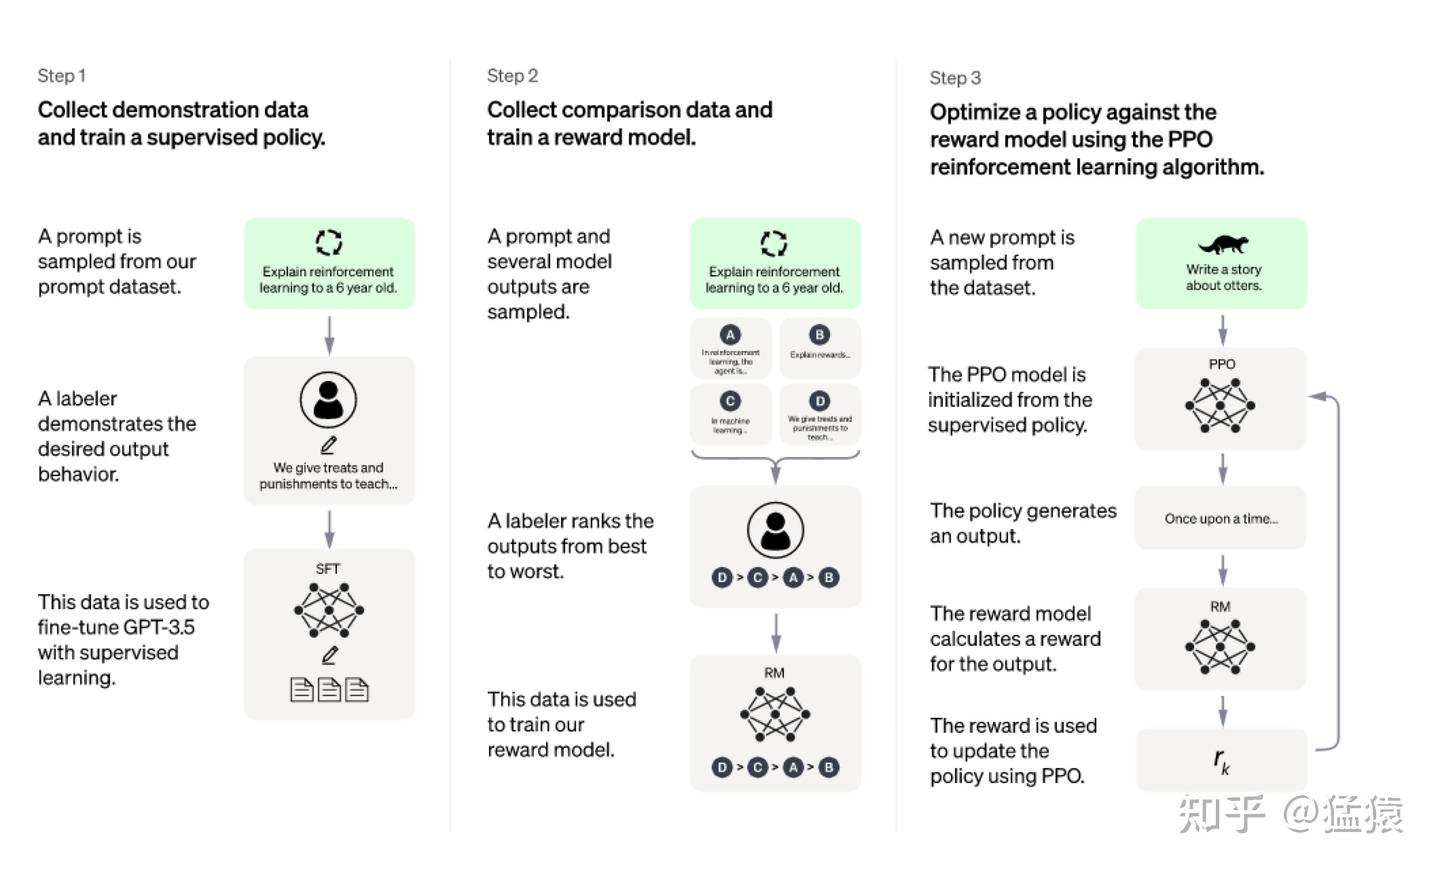 Step 1
Collect demonstration data
and train a supervised policy.
A prompt is
sampled from our
prompt dataset.
Explain reinforcement
learning to a 6 year old.
A labeler
demonstrates the
desired output
behavior.
We give treats and
punishments to teach...
This data is used to
fine-tune GPT-3.5
with supervised
learning.
SFT
Step 2
Collect comparison data and
train a reward model.
A prompt and
several model
outputs are
sampled.
Explain reinforcement
learning to a 6 year old.
A
In reinforcement
learning, the
agent is...
B
Explain rewards...
C
In machine
learning...
D
We give treats and
punishments to
teach...
A labeler ranks the
outputs from best
to worst.
D > C > A > B
This data is used
to train our
reward model.
RM
D > C > A > B
Step 3
Optimize a policy against the
reward model using the PPO
reinforcement learning algorithm.
A new prompt is
sampled from
the dataset.
Write a story
about otters.
The PPO model is
initialized from the
supervised policy.
PPO
The policy generates
an output.
Once upon a time...
The reward model
calculates a reward
for the output.
RM
The reward is used
to update the
policy using PPO.
rk
知乎 @猛猿